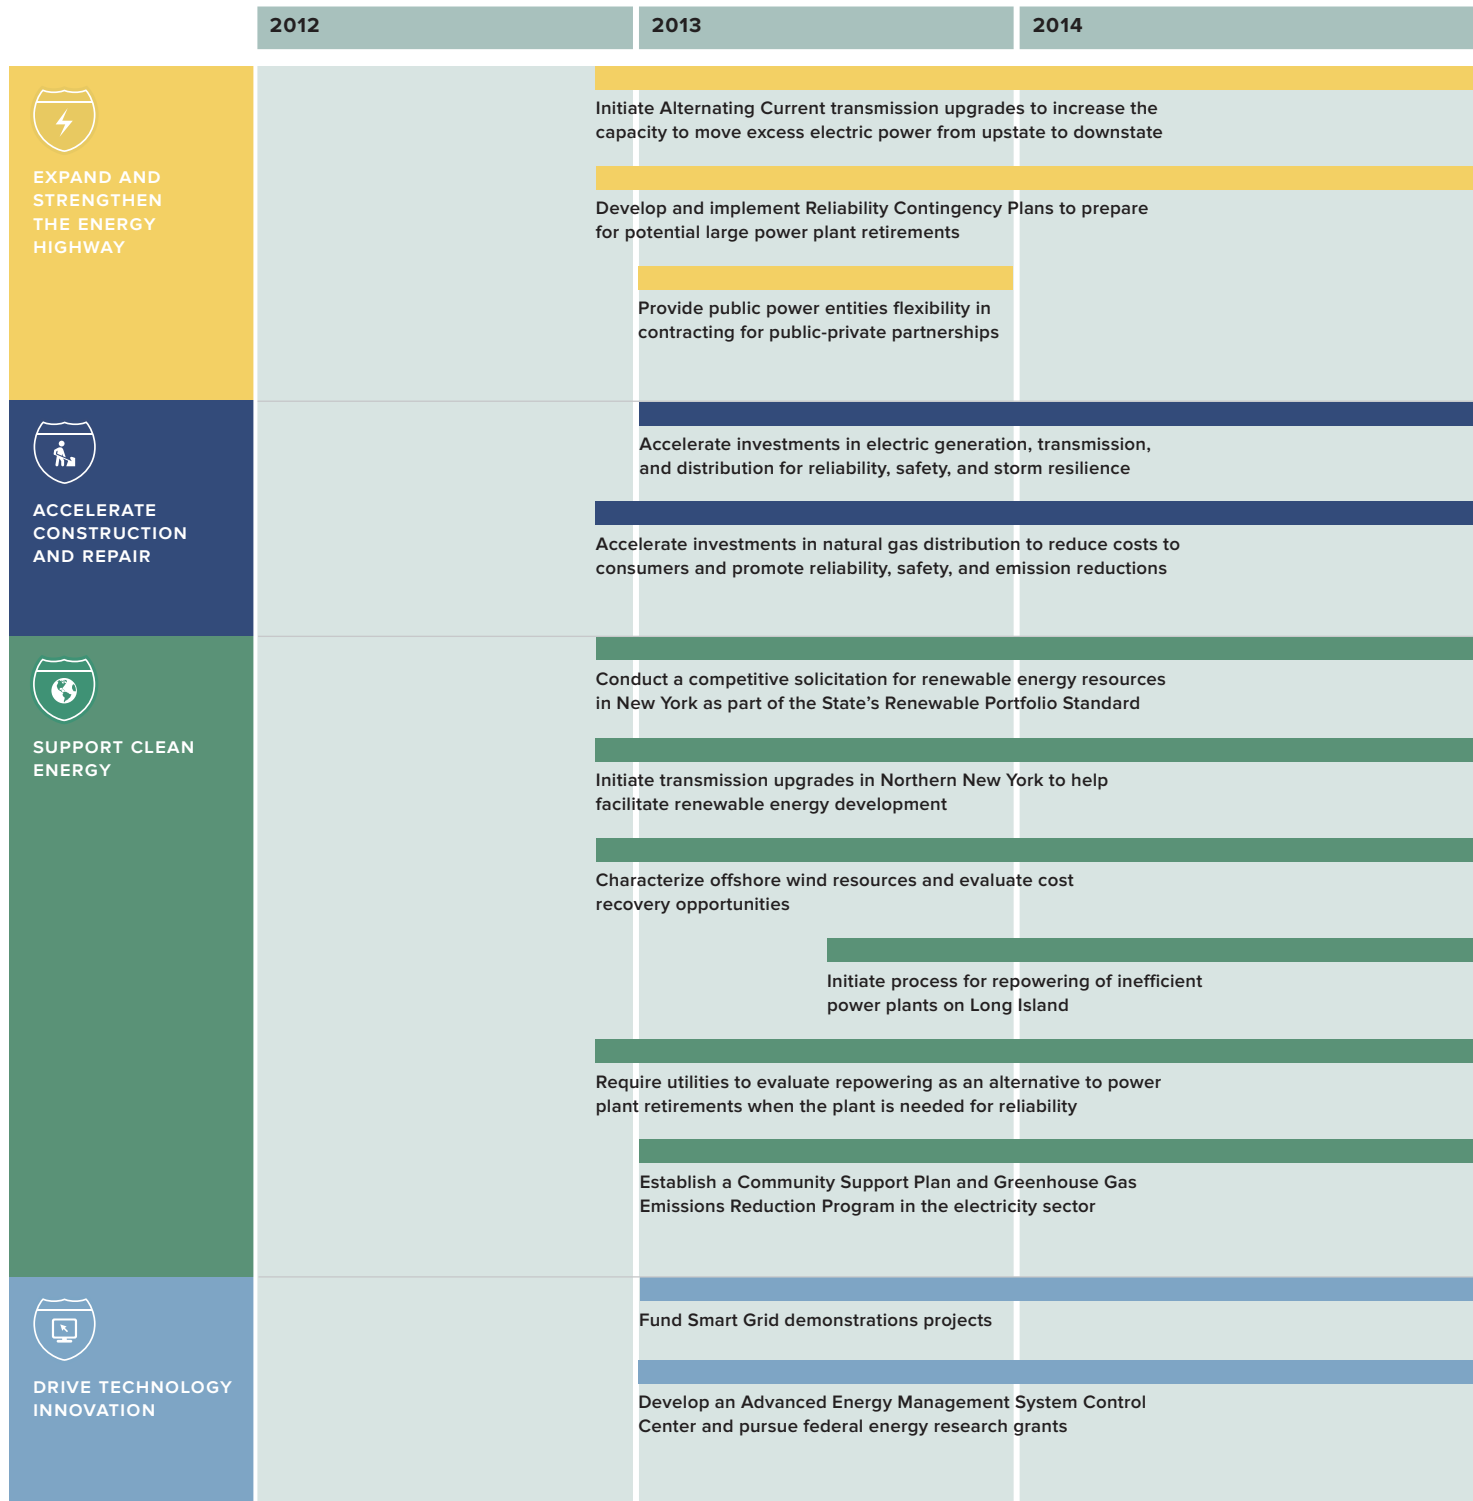 2012
2013
2014
EXPAND AND
STRENGTHEN
THE ENERGY
HIGHWAY
Initiate Alternating Current transmission upgrades to increase the
capacity to move excess electric power from upstate to downstate
Develop and implement Reliability Contingency Plans to prepare
for potential large power plant retirements
Provide public power entities flexibility in
contracting for public-private partnerships
ACCELERATE
CONSTRUCTION
AND REPAIR
Accelerate investments in electric generation, transmission,
and distribution for reliability, safety, and storm resilience
Accelerate investments in natural gas distribution to reduce costs to
consumers and promote reliability, safety, and emission reductions
SUPPORT CLEAN
ENERGY
Conduct a competitive solicitation for renewable energy resources
in New York as part of the State’s Renewable Portfolio Standard
Initiate transmission upgrades in Northern New York to help
facilitate renewable energy development
Characterize offshore wind resources and evaluate cost
recovery opportunities
Initiate process for repowering of inefficient
power plants on Long Island
Require utilities to evaluate repowering as an alternative to power
plant retirements when the plant is needed for reliability
Establish a Community Support Plan and Greenhouse Gas
Emissions Reduction Program in the electricity sector
DRIVE TECHNOLOGY
INNOVATION
Fund Smart Grid demonstrations projects
Develop an Advanced Energy Management System Control
Center and pursue federal energy research grants